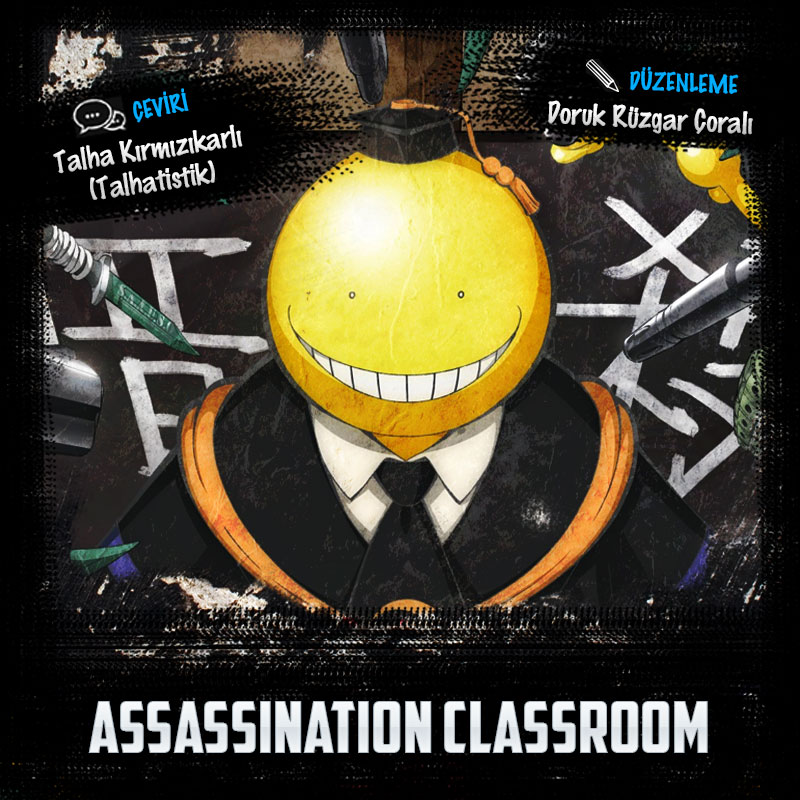 ÇEVİRİ
Talha Kırmızıkarlı
(Talhatistik)
DÜZENLEME
Doruk Rüzgar Çoralı
ASSASSINATION CLASSROOM